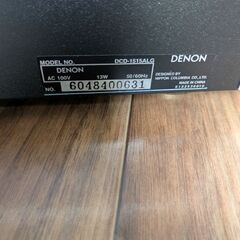 MODEL NO. DCD-1515ALG DENON
DENON
AC 100V 13W 50/60Hz
DESIGNED BY
NIPPON COLUMBIA CO.,LTD.
NO. 6048400631
MADE IN JAPAN